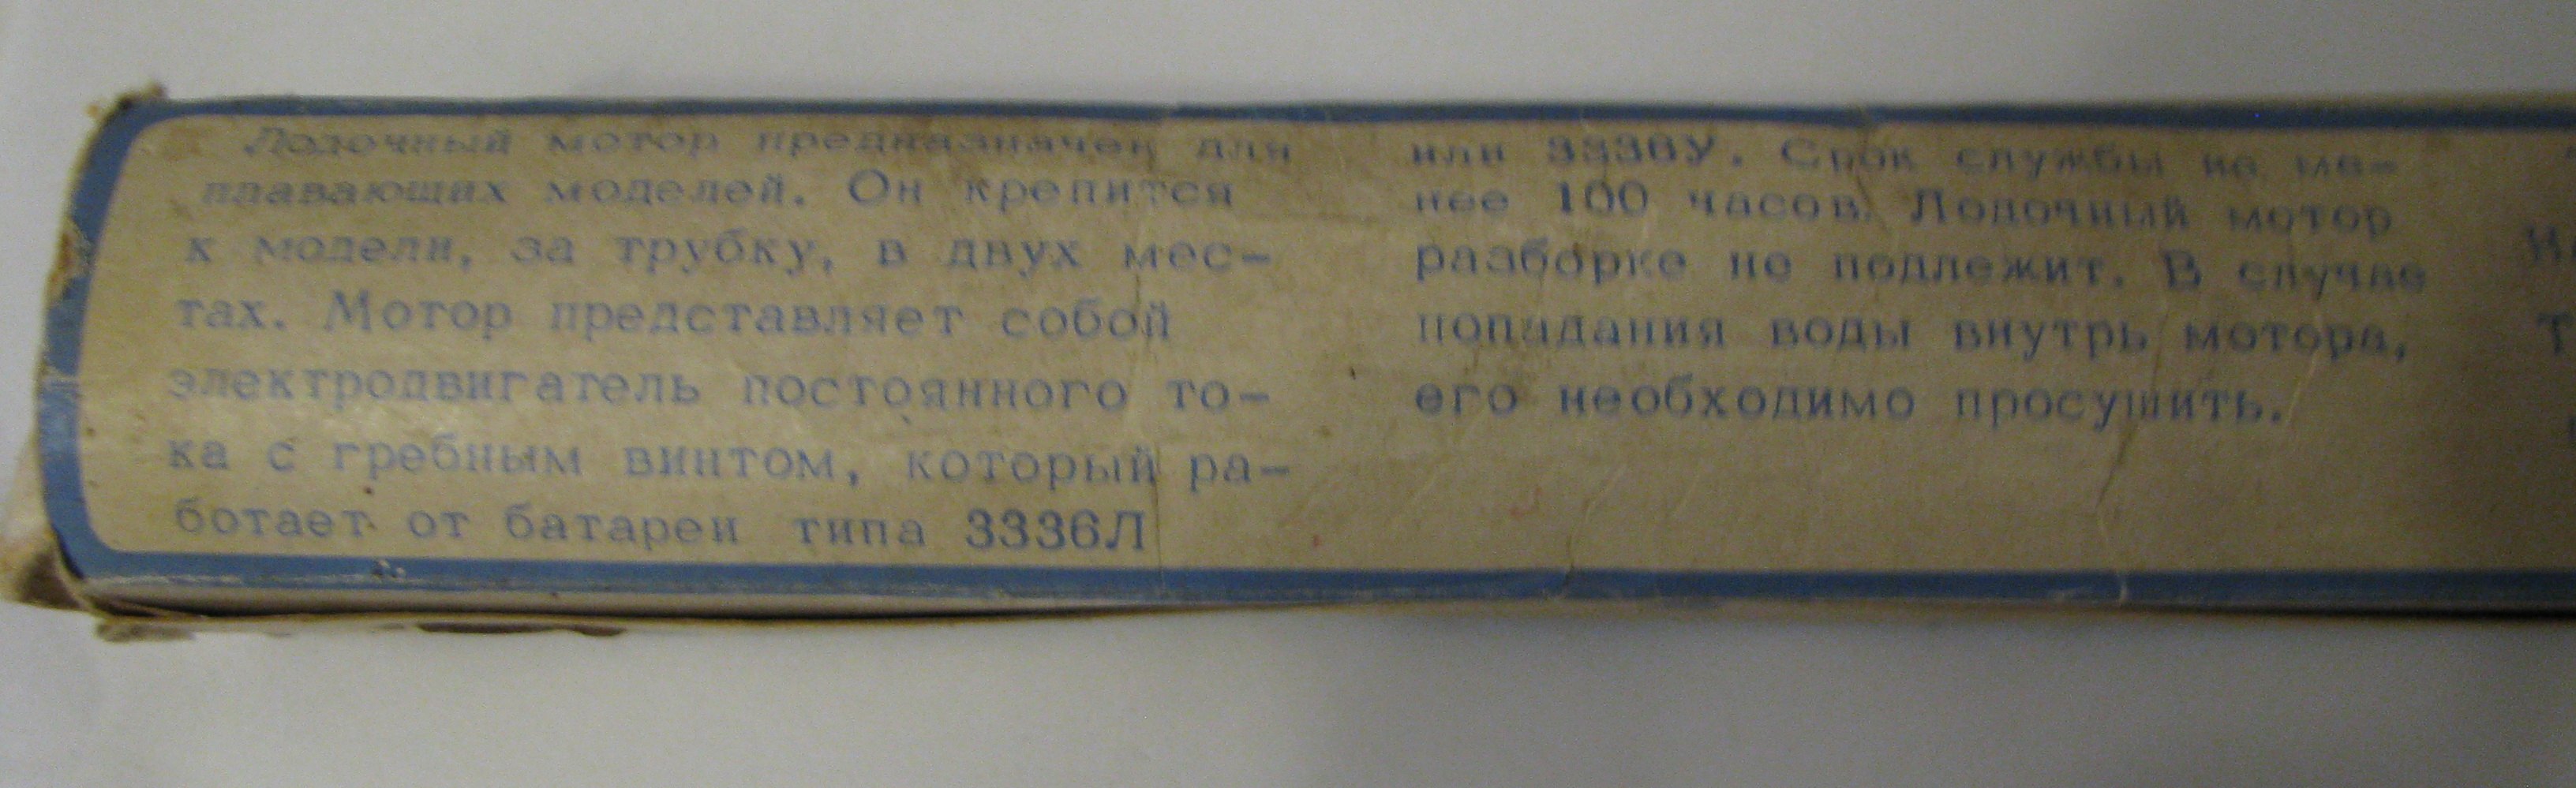 Лодочный мотор предназначен для
плавающих моделей. Он крепится
к модели, за трубку, в двух мес-
тах. Мотор представляет собой
электродвигатель постоянного то-
ка с гребным винтом, который ра-
ботает от батареи типа 3336Л
или 3336У. Срок службы не ме-
нее 100 часов. Лодочный мотор
разборке не подлежит. В случае
попадания воды внутрь мотора,
его необходимо просушить.